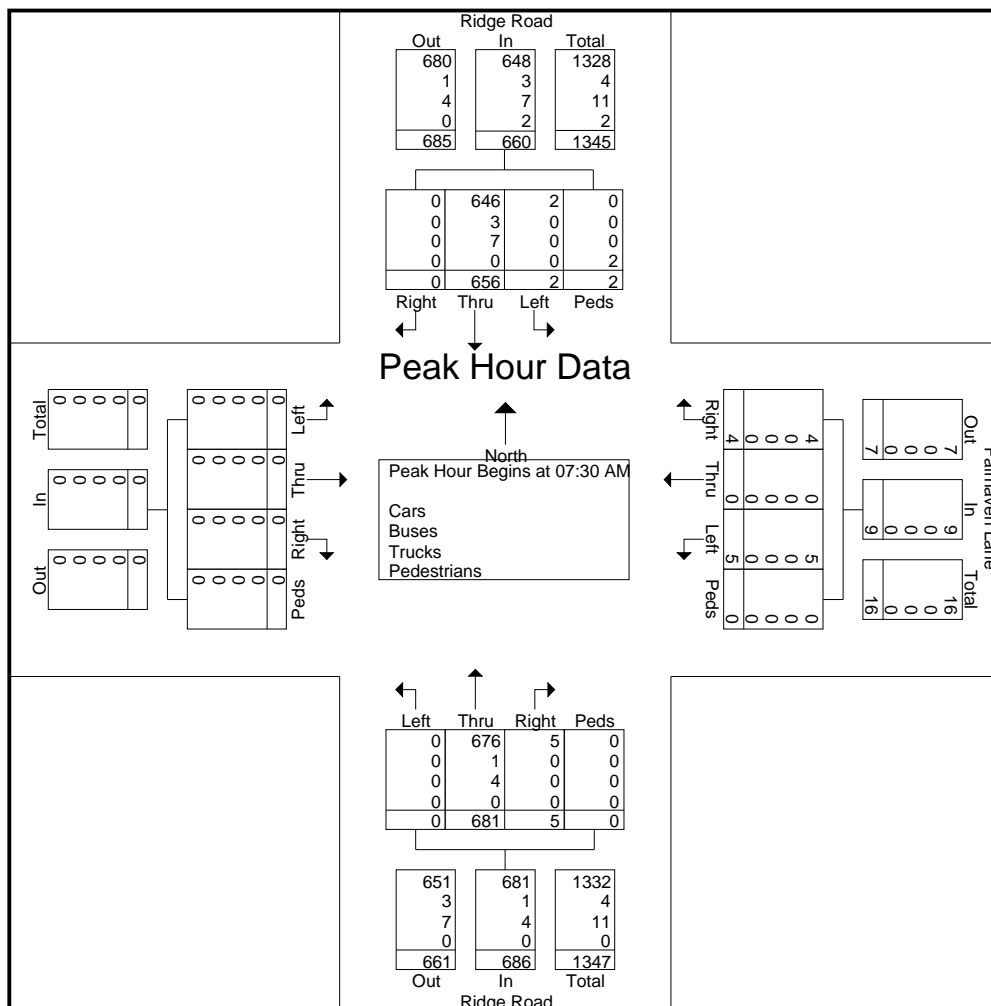 Ridge Road
Out In Total
680 648 1328
1 3 4
4 7 11
0 2 2
685 660 1345
0 646 2 0
0 3 0 0
0 7 0 0
0 0 0 2
0 656 2 2
Right Thru Left Peds
Peak Hour Data
North
Peak Hour Begins at 07:30 AM
Cars
Buses
Trucks
Pedestrians
Total
0 0 0 0 0
In
0 0 0 0 0
Out
0 0 0 0 0
Left
0 0 0 0 0
Thru
0 0 0 0 0
Right
0 0 0 0 0
Peds
0 0 0 0 0
Right
4 0 0 0 4
Thru
0 0 0 0 0
Left
5 0 0 0 5
Peds
0 0 0 0 0
Out
7 0 0 0 7
In
9 0 0 0 9
Total
16 0 0 0 16
Lane
Left Thru Right Peds
0 676 5 0
0 1 0 0
0 4 0 0
0 0 0 0
0 681 5 0
651 681 1332
3 1 4
7 4 11
0 0 0
661 686 1347
Out In Total
Ridge Road